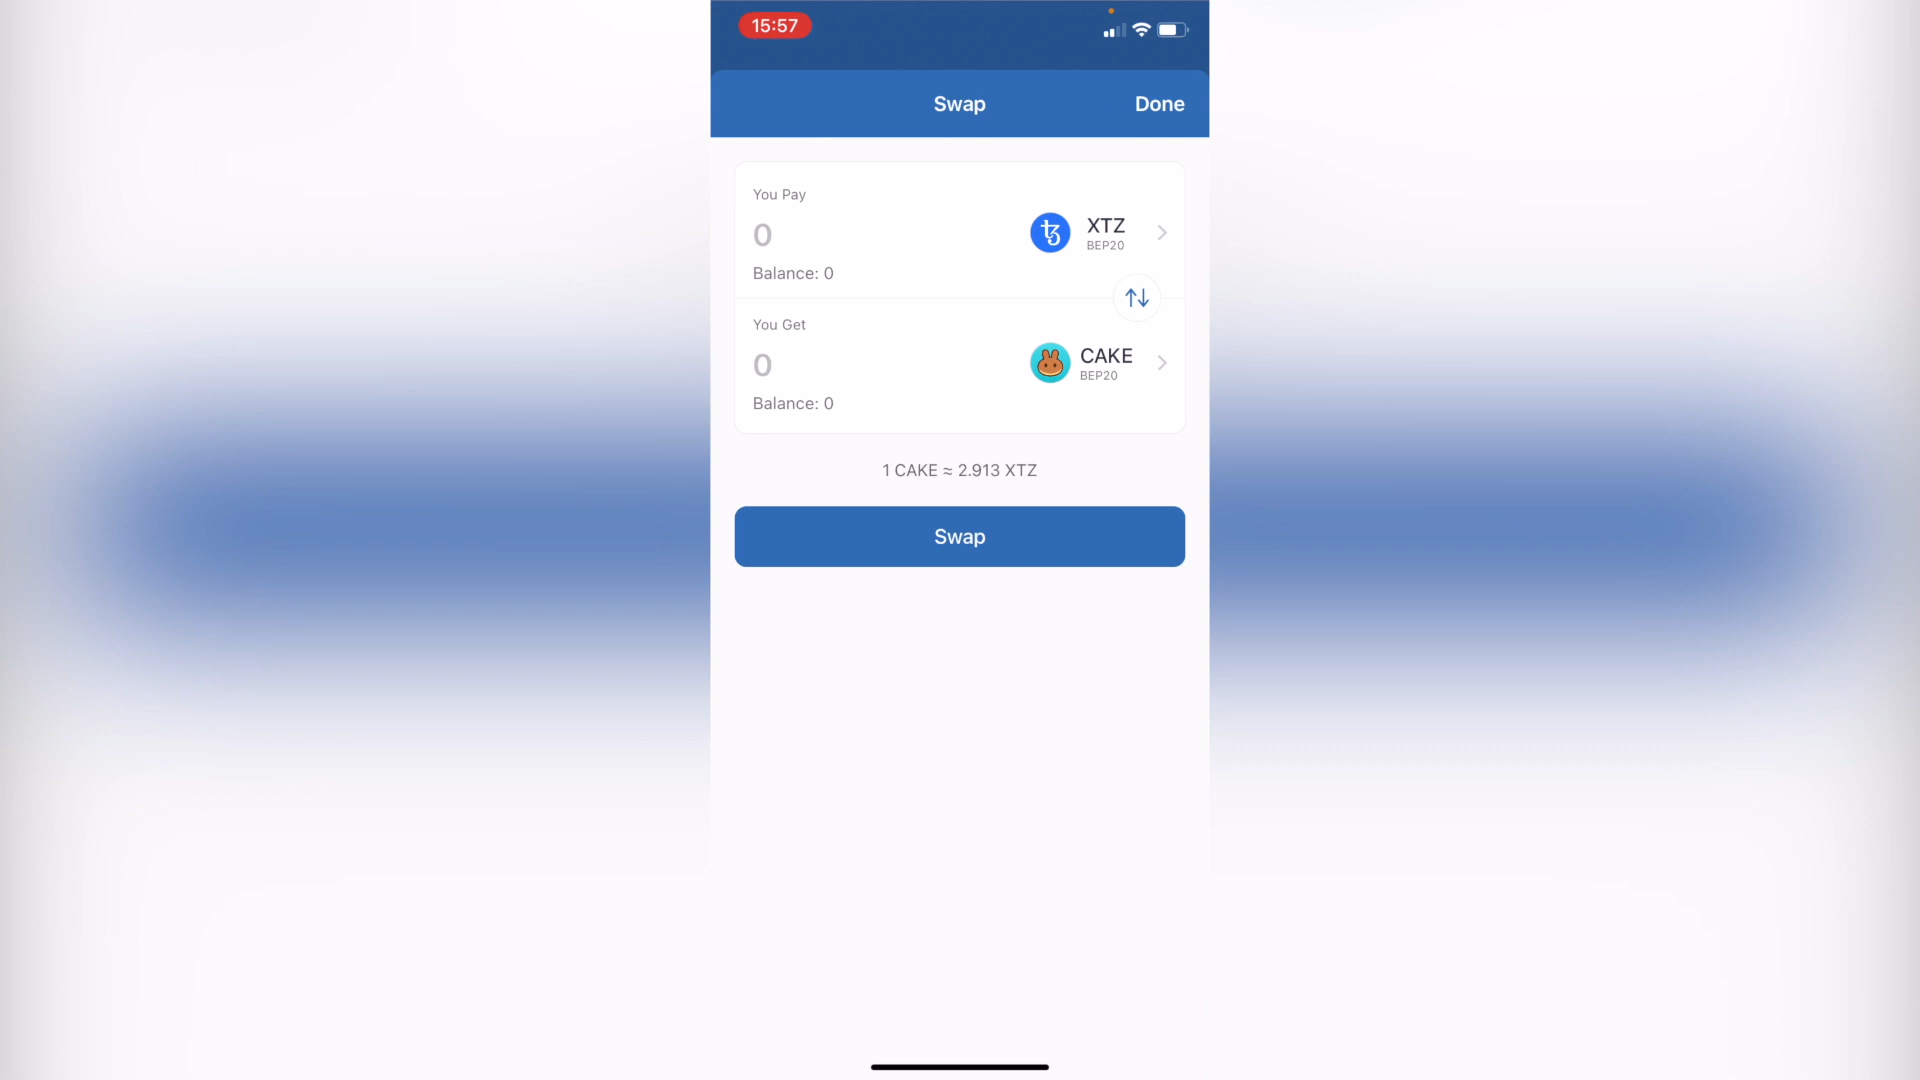 15:57
Swap
Done
You Pay
0
XTZ
BEP20
Balance: 0
You Get
0
CAKE
BEP20
Balance: 0
1 CAKE ≈ 2.913 XTZ
Swap